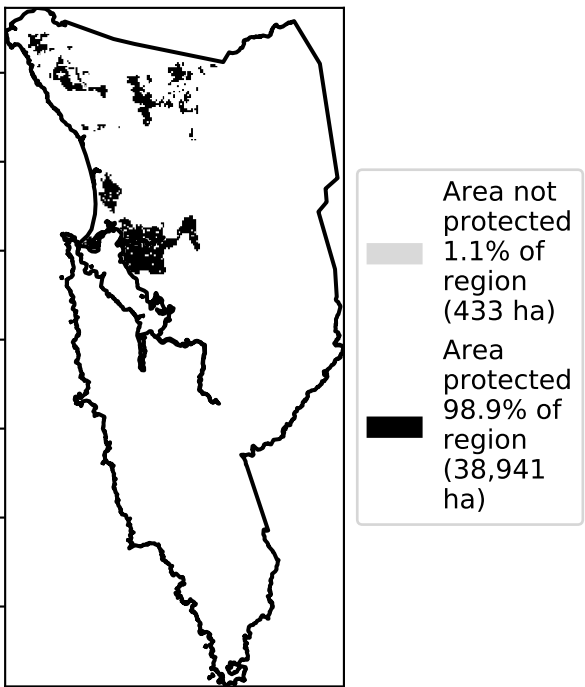 Area not
protected
1.1% of
region
(433 ha)
Area
protected
98.9% of
region
(38,941
ha)